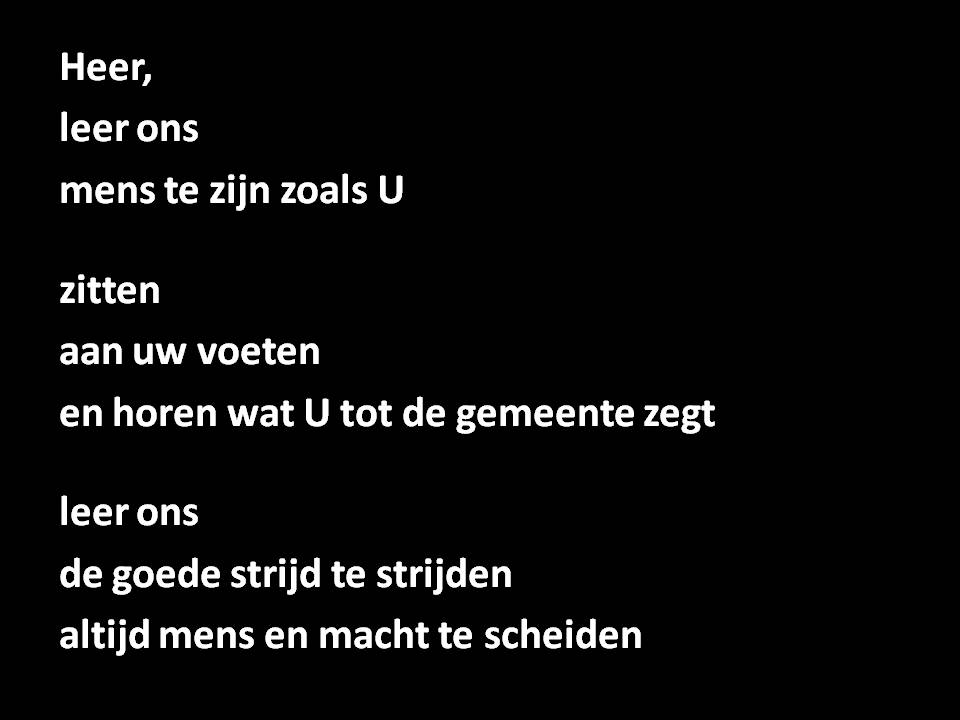 Heer,
leer ons
mens te zijn zoals U
zitten
aan uw voeten
en horen wat U tot de gemeente zegt
leer ons
de goede strijd te strijden
altijd mens en macht te scheiden